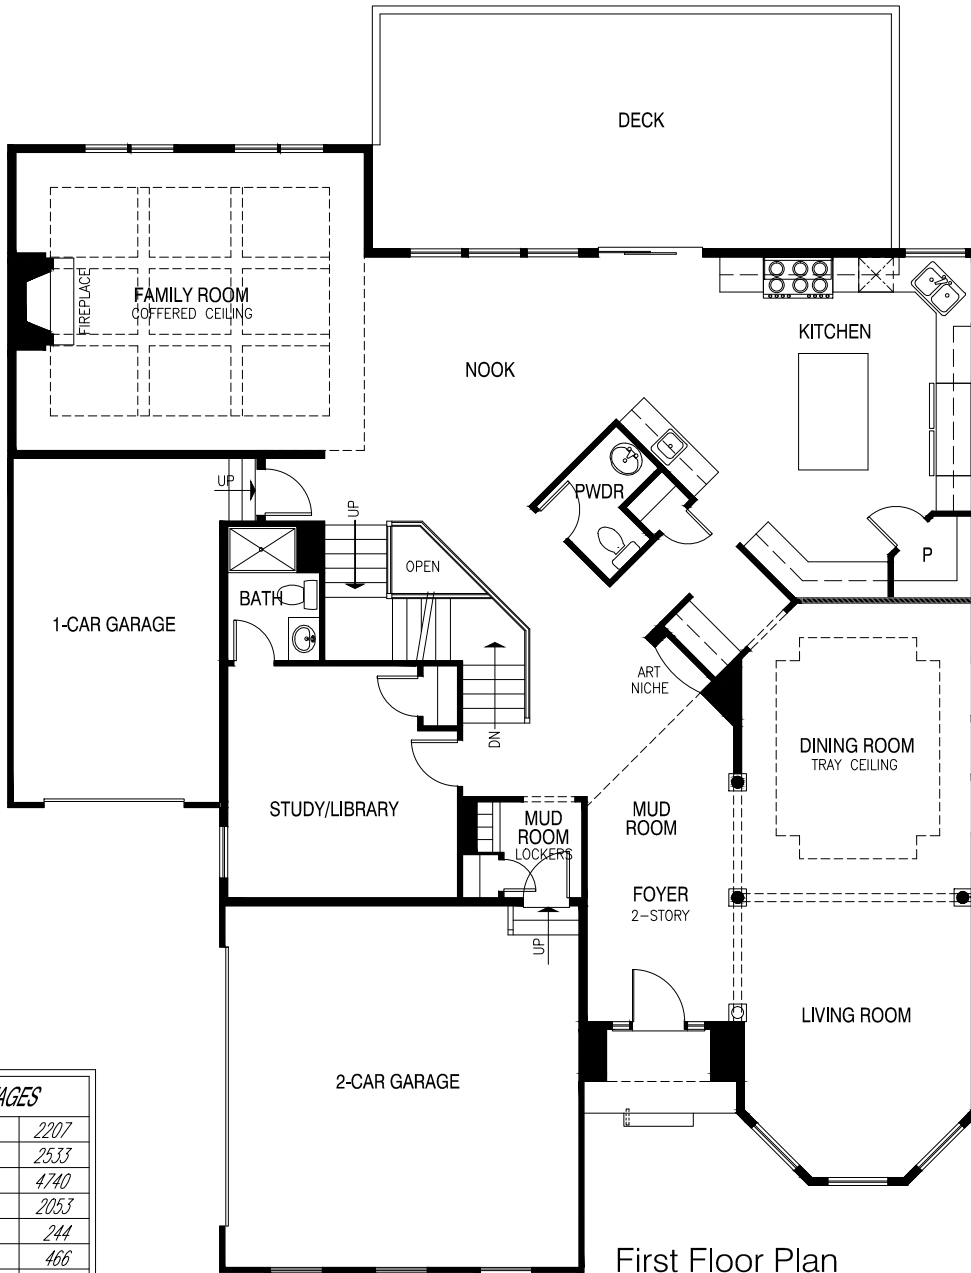 DECK
FAMILY ROOM
COFFERED CEILING
FIREPLACE
NOOK
KITCHEN
UP
UP
PWDR
OPEN
BATH
P
1-CAR GARAGE
ART
NICHE
DN
DINING ROOM
TRAY CEILING
STUDY/LIBRARY
MUD
ROOM
LOCKERS
MUD
ROOM
FOYER
2-STORY
UP
LIVING ROOM
2-CAR GARAGE
AGES
2207
2533
4740
2053
244
466
First Floor Plan